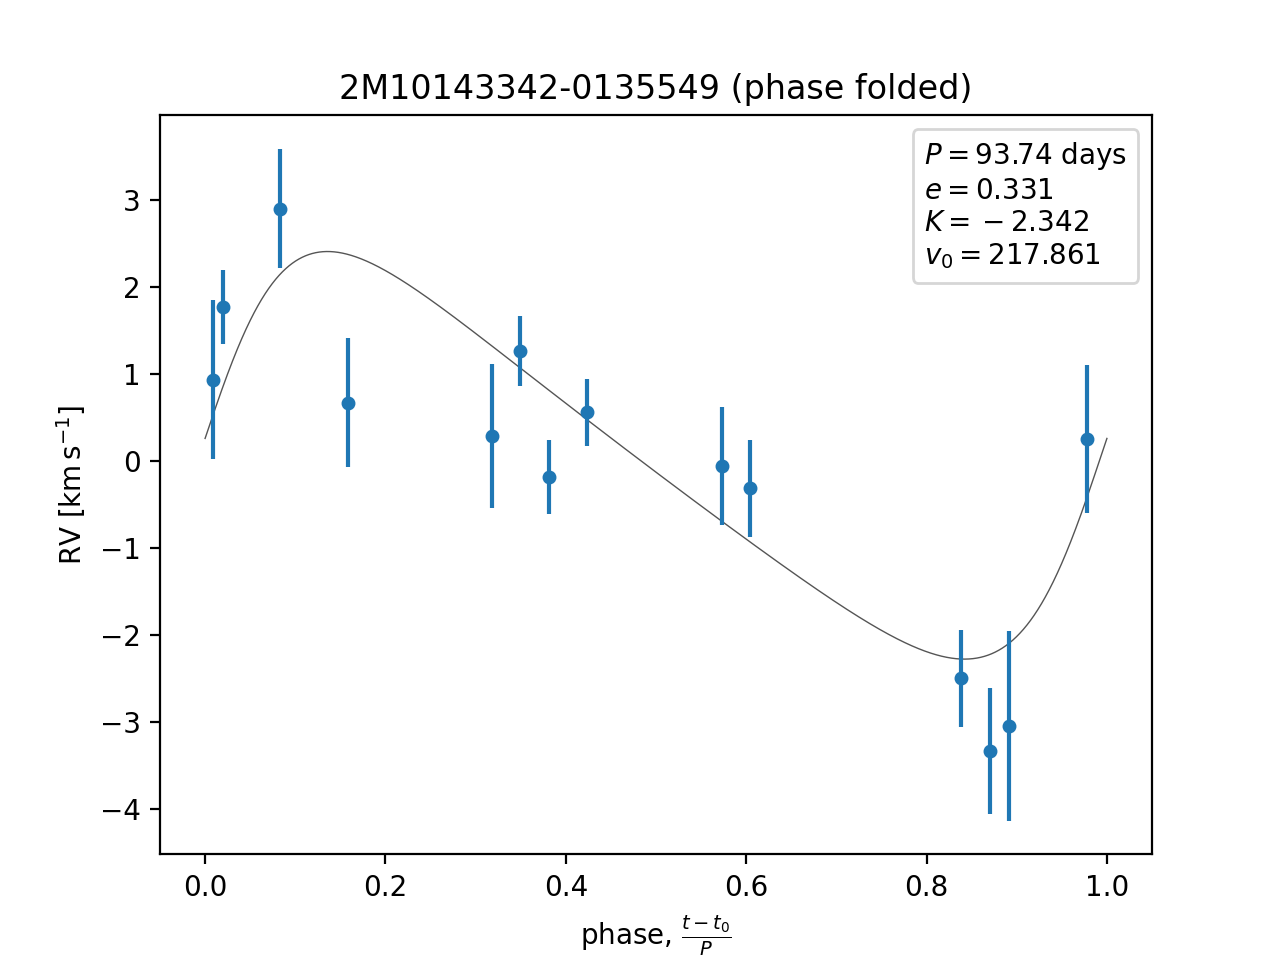 2M10143342-0135549 (phase folded)
P = 93.74 days
e = 0.331
K = −2.342
v₀ = 217.861
3
2
1
0
−1
−2
−3
−4
RV [km s⁻¹]
0.0 0.2 0.4 0.6 0.8 1.0
phase, (t − t₀)/P